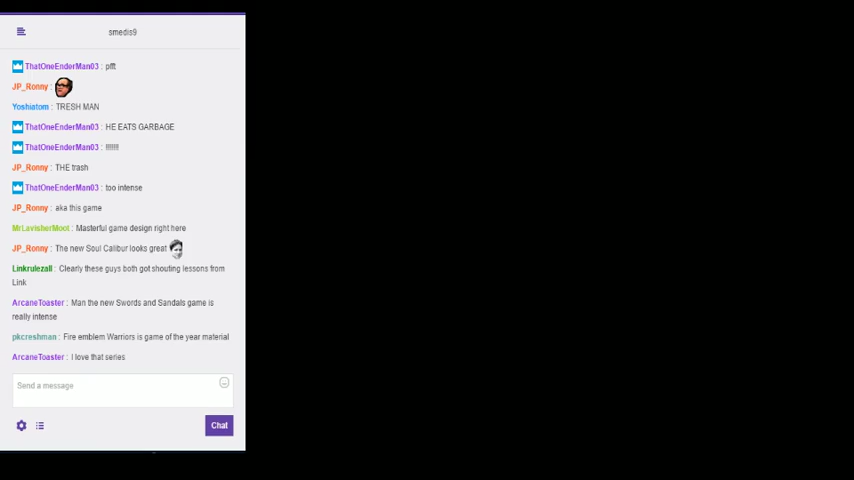 smedis9
ThatOneEnderMan03 : pfft
JP_Ronny :
Yoshiatom : TRESH MAN
ThatOneEnderMan03 : HE EATS GARBAGE
ThatOneEnderMan03 : !!!!!!!
JP_Ronny : THE trash
ThatOneEnderMan03 : too intense
JP_Ronny : aka this game
MrLavisherMoot : Masterful game design right here
JP_Ronny : The new Soul Calibur looks great
Linkrulezall : Clearly these guys both got shouting lessons from
Link
ArcaneToaster : Man the new Swords and Sandals game is
really intense
pkcreshman : Fire emblem Warriors is game of the year material
ArcaneToaster : I love that series
Send a message
Chat